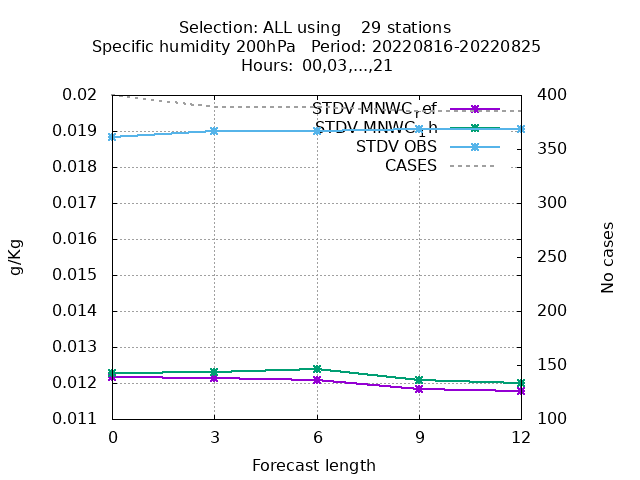 Selection: ALL using    29 stations
Specific humidity 200hPa   Period: 20220816-20220825
Hours: 00,03,...,21
0.02
0.019
0.018
0.017
0.016
0.015
0.014
0.013
0.012
0.011
g/Kg
STDV MNWC_ref
STDV MNWC_1h
STDV OBS
CASES
400
350
300
250
200
150
100
No cases
0 3 6 9 12
Forecast length